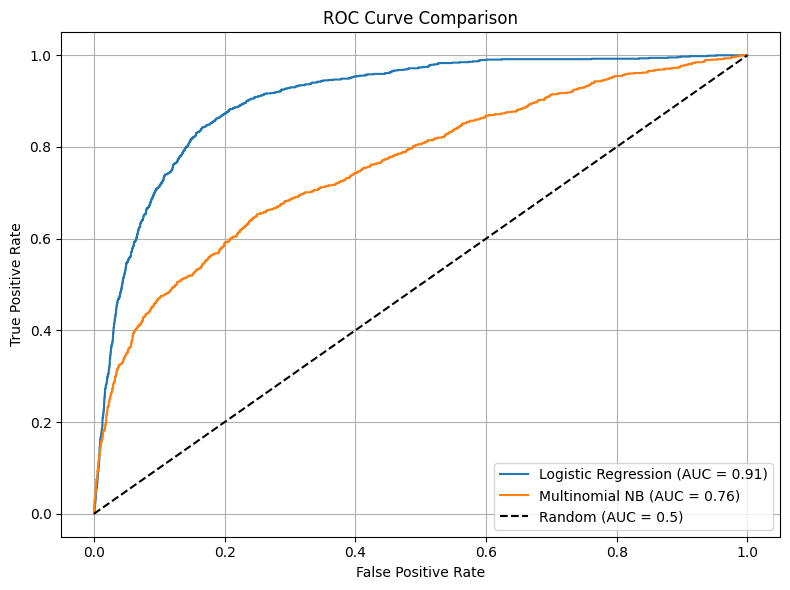 ROC Curve Comparison
True Positive Rate
1.0
0.8
0.6
0.4
0.2
0.0
Logistic Regression (AUC = 0.91)
Multinomial NB (AUC = 0.76)
Random (AUC = 0.5)
0.0 0.2 0.4 0.6 0.8 1.0
False Positive Rate